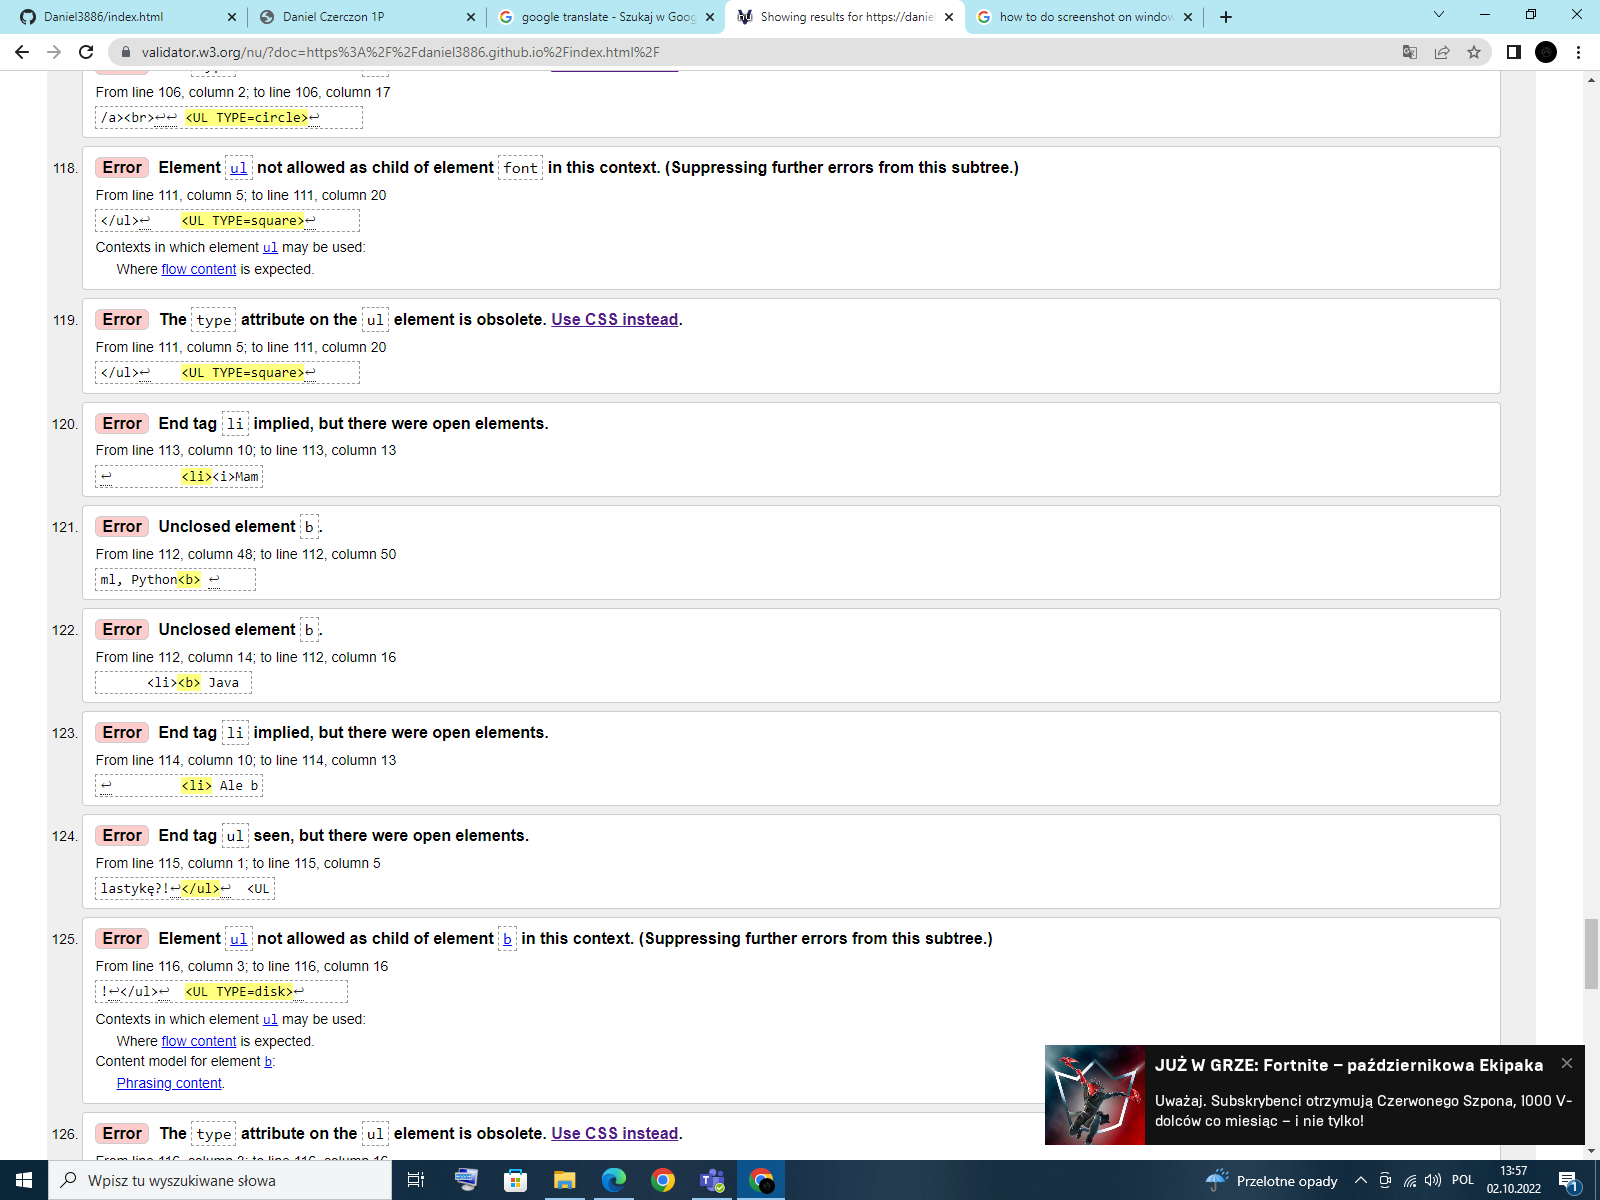 Daniel3886/index.html
Daniel Czerczon 1P
google translate - Szukaj w Goog
Showing results for https://daniel
how to do screenshot on window
validator.w3.org/nu/?doc=https%3A%2F%2Fdaniel3886.github.io%2Findex.html%2F
From line 106, column 2; to line 106, column 17
/a><br>↩↩ <UL TYPE=circle>↩
118. Error Element ul not allowed as child of element font in this context. (Suppressing further errors from this subtree.)
From line 111, column 5; to line 111, column 20
</ul>↩ <UL TYPE=square>↩
Contexts in which element ul may be used:
Where flow content is expected.
119. Error The type attribute on the ul element is obsolete. Use CSS instead.
From line 111, column 5; to line 111, column 20
</ul>↩ <UL TYPE=square>↩
120. Error End tag li implied, but there were open elements.
From line 113, column 10; to line 113, column 13
↩ <li><i>Mam
121. Error Unclosed element b.
From line 112, column 48; to line 112, column 50
ml, Python<b> ↩
122. Error Unclosed element b.
From line 112, column 14; to line 112, column 16
<li><b> Java
123. Error End tag li implied, but there were open elements.
From line 114, column 10; to line 114, column 13
↩ <li> Ale b
124. Error End tag ul seen, but there were open elements.
From line 115, column 1; to line 115, column 5
lastykę?!↩</ul>↩ <UL
125. Error Element ul not allowed as child of element b in this context. (Suppressing further errors from this subtree.)
From line 116, column 3; to line 116, column 16
!↩</ul>↩ <UL TYPE=disk>↩
Contexts in which element ul may be used:
Where flow content is expected.
Content model for element b:
Phrasing content.
126. Error The type attribute on the ul element is obsolete. Use CSS instead.
JUŻ W GRZE: Fortnite – październikowa Ekipaka
Uważaj. Subskrybenci otrzymują Czerwonego Szpona, 1000 V-
dolców co miesiąc – i nie tylko!
Wpisz tu wyszukiwane słowa
Przelotne opady
POL
13:57
02.10.2022
1